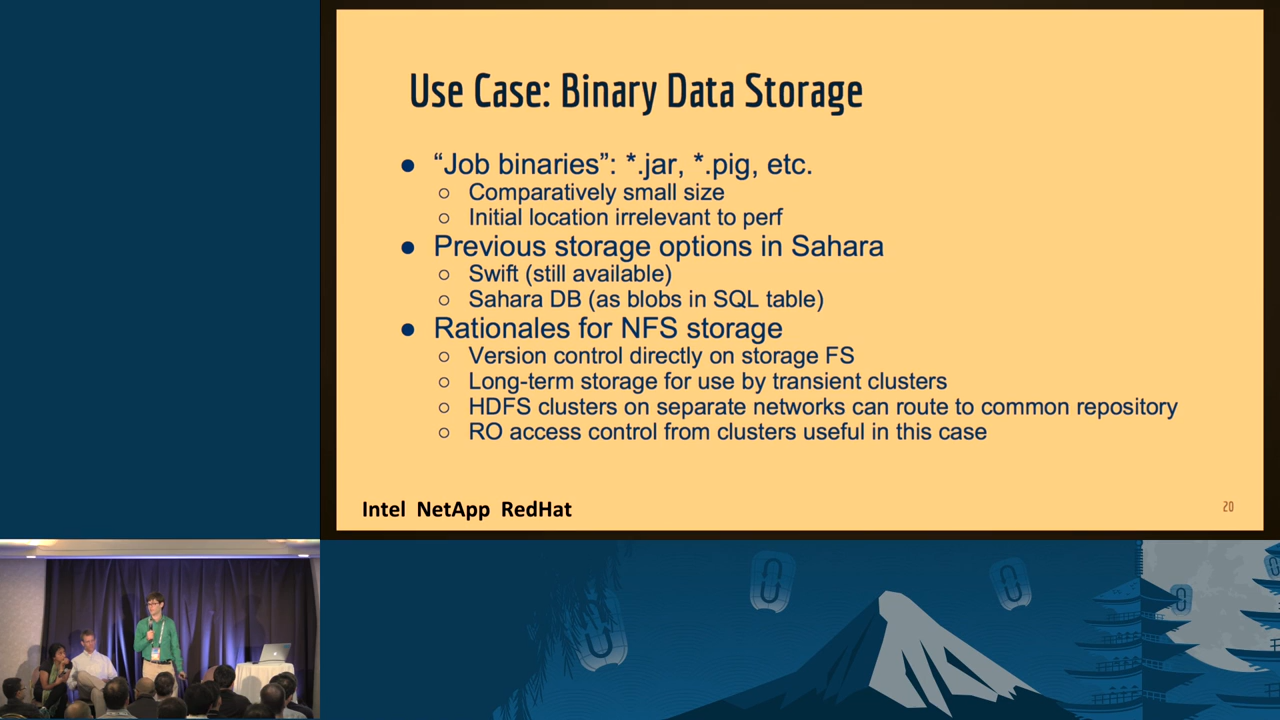 Use Case: Binary Data Storage
● “Job binaries”: *.jar, *.pig, etc.
○ Comparatively small size
○ Initial location irrelevant to perf
● Previous storage options in Sahara
○ Swift (still available)
○ Sahara DB (as blobs in SQL table)
● Rationales for NFS storage
○ Version control directly on storage FS
○ Long-term storage for use by transient clusters
○ HDFS clusters on separate networks can route to common repository
○ RO access control from clusters useful in this case
Intel NetApp RedHat
20